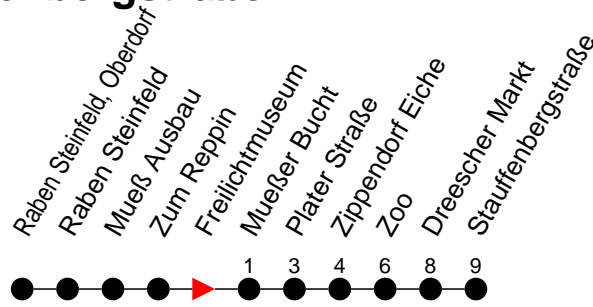 Raben Steinfeld, Oberdorf
Raben Steinfeld
Mueß Ausbau
Zum Reppin
Freilichtmuseum
Mueßer Bucht
Plater Straße
Zippendorf Eiche
Zoo
Dreescher Markt
Stauffenbergstraße
1 3 4 6 8 9